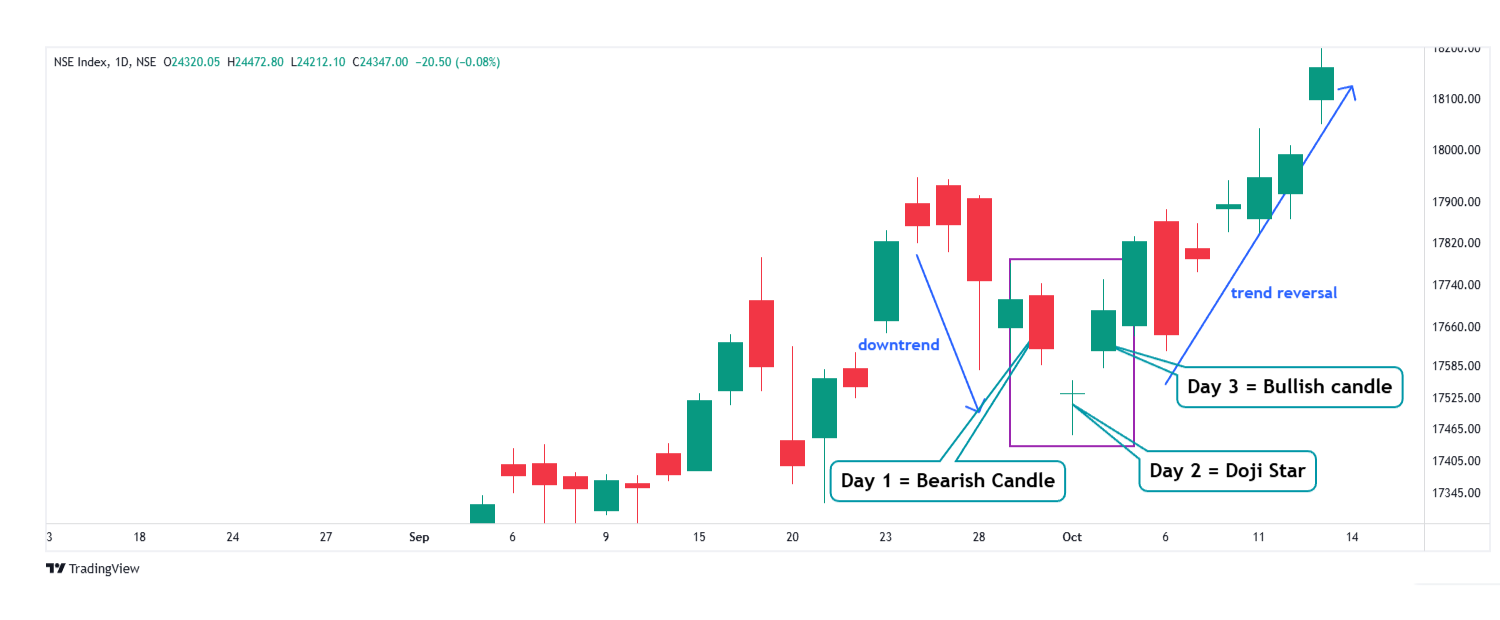 NSE Index, 1D, NSE O24320.05 H24472.80 L24212.10 C24347.00 −20.50 (−0.08%)
18200.00
18100.00
18000.00
17900.00
17820.00
17740.00
17660.00
17585.00
17525.00
17465.00
17405.00
17345.00
downtrend
trend reversal
Day 3 = Bullish candle
Day 2 = Doji Star
Day 1 = Bearish Candle
3 18 24 27 Sep 6 9 15 20 23 28 Oct 6 11 14
TradingView